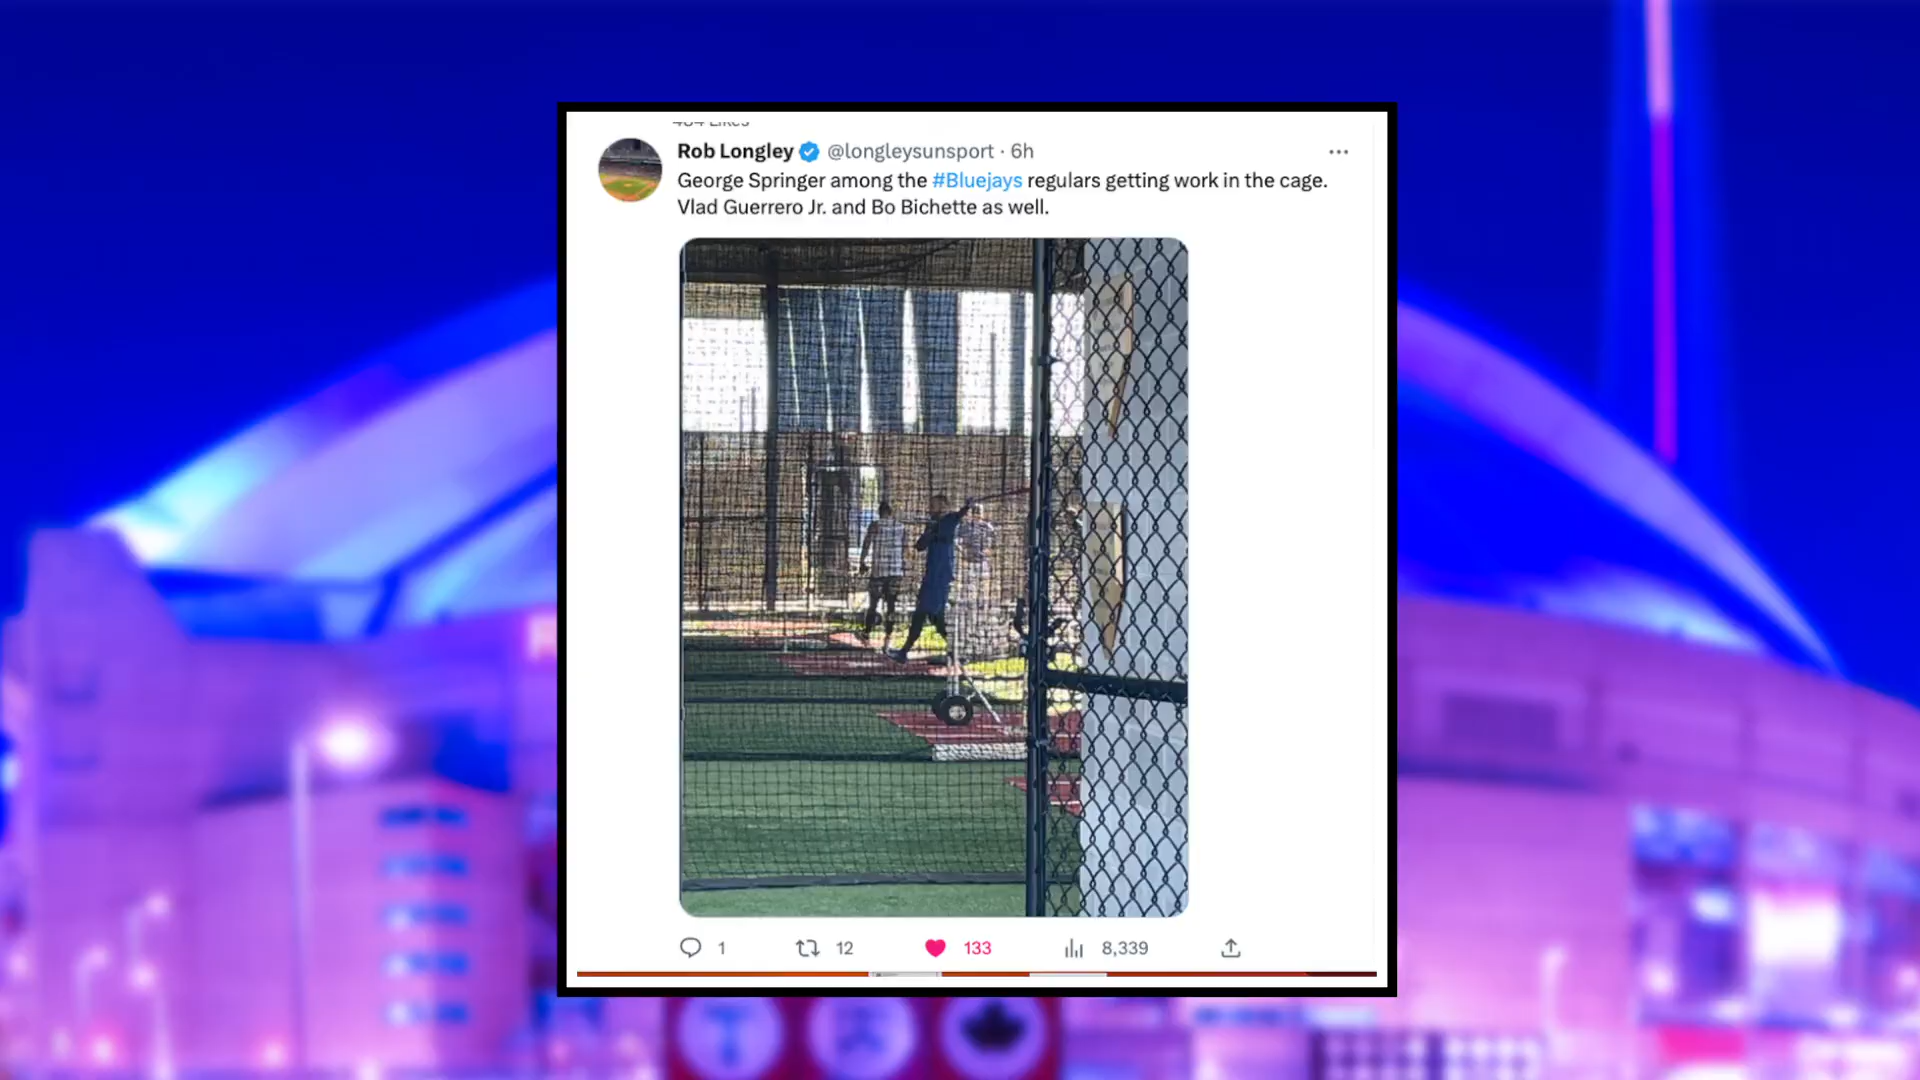 Rob Longley @longleysunsport · 6h
George Springer among the #Bluejays regulars getting work in the cage.
Vlad Guerrero Jr. and Bo Bichette as well.
1 12 133 8,339